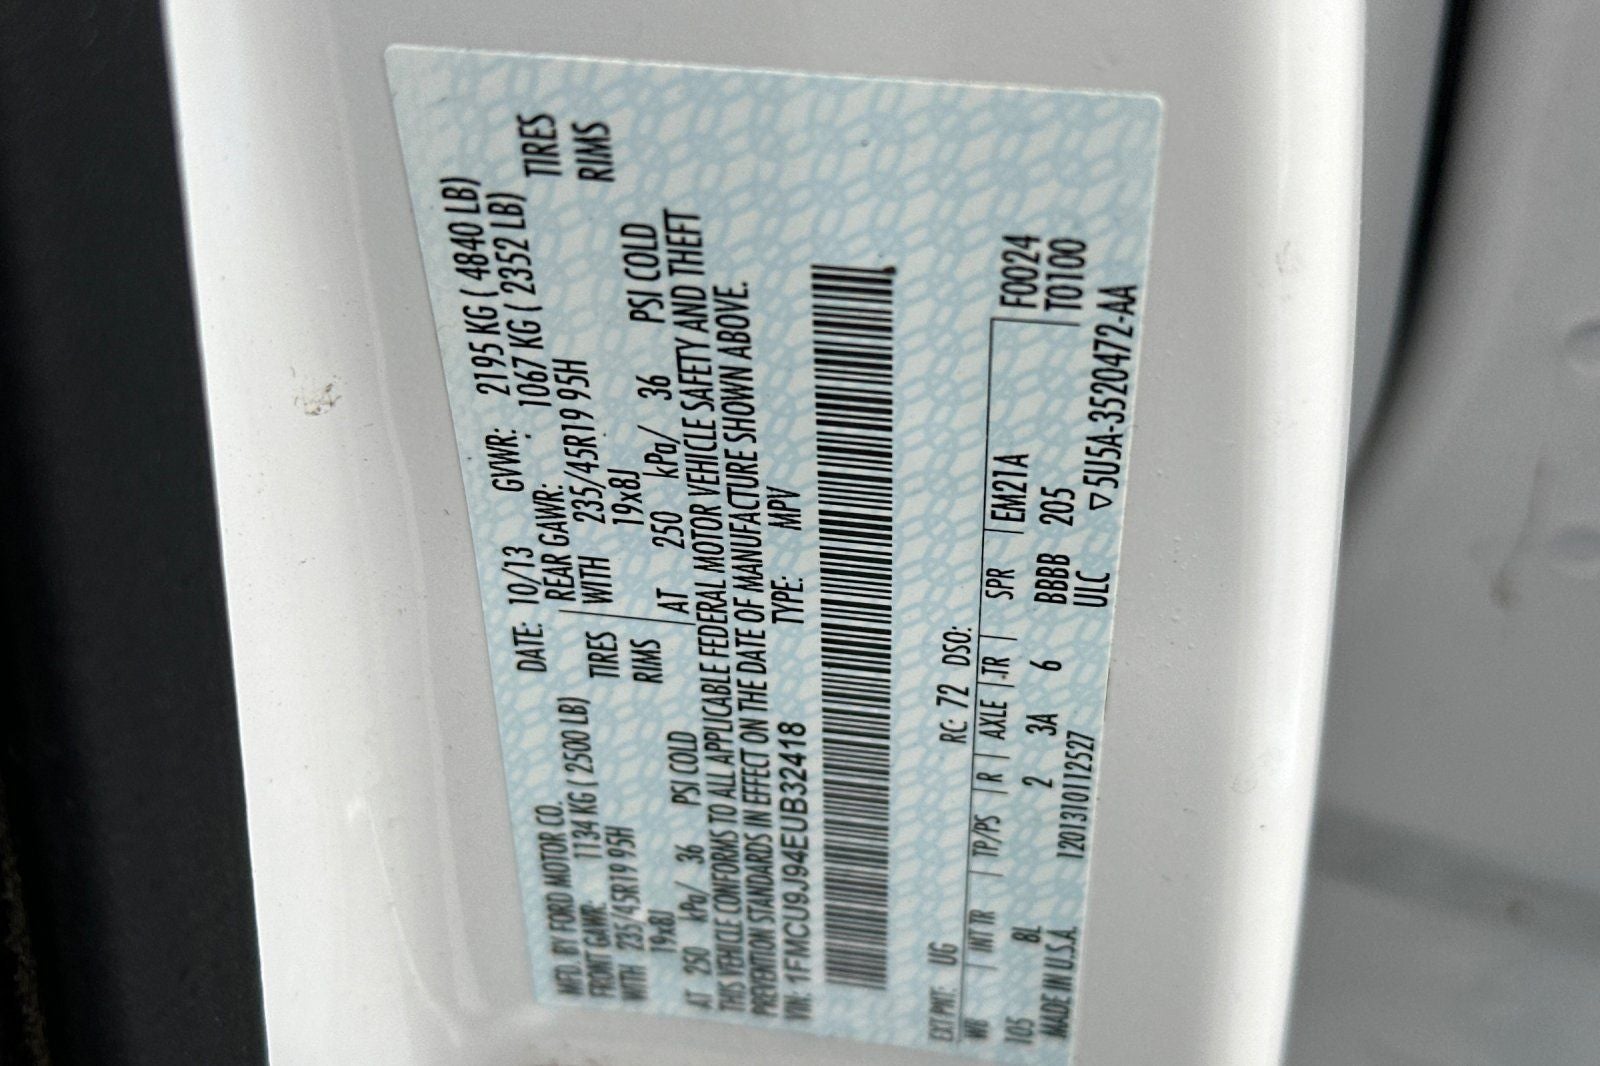 MFD. BY FORD MOTOR CO. DATE: 10/13 GVWR: 2195 KG ( 4840 LB)
FRONT GAWR: 1134 KG ( 2500 LB) REAR GAWR: 1067 KG ( 2352 LB)
WITH 235/45R19 95H TIRES WITH 235/45R19 95H TIRES
19x8J RIMS 19x8J RIMS
AT 250 kPa/ 36 PSI COLD AT 250 kPa/ 36 PSI COLD
THIS VEHICLE CONFORMS TO ALL APPLICABLE FEDERAL MOTOR VEHICLE SAFETY AND THEFT
PREVENTION STANDARDS IN EFFECT ON THE DATE OF MANUFACTURE SHOWN ABOVE.
VIN: 1FMCU9J94EUB32418 TYPE: MPV
EXT PNT: UG RC: 72 DSO: F0024
WB INT TR TP/PS R AXLE TR SPR EM21A T0100
105 8L 2 3A 6 BBBB 205
MADE IN U.S.A. 12013101112527 ULC ▽5U5A-3520472-AA